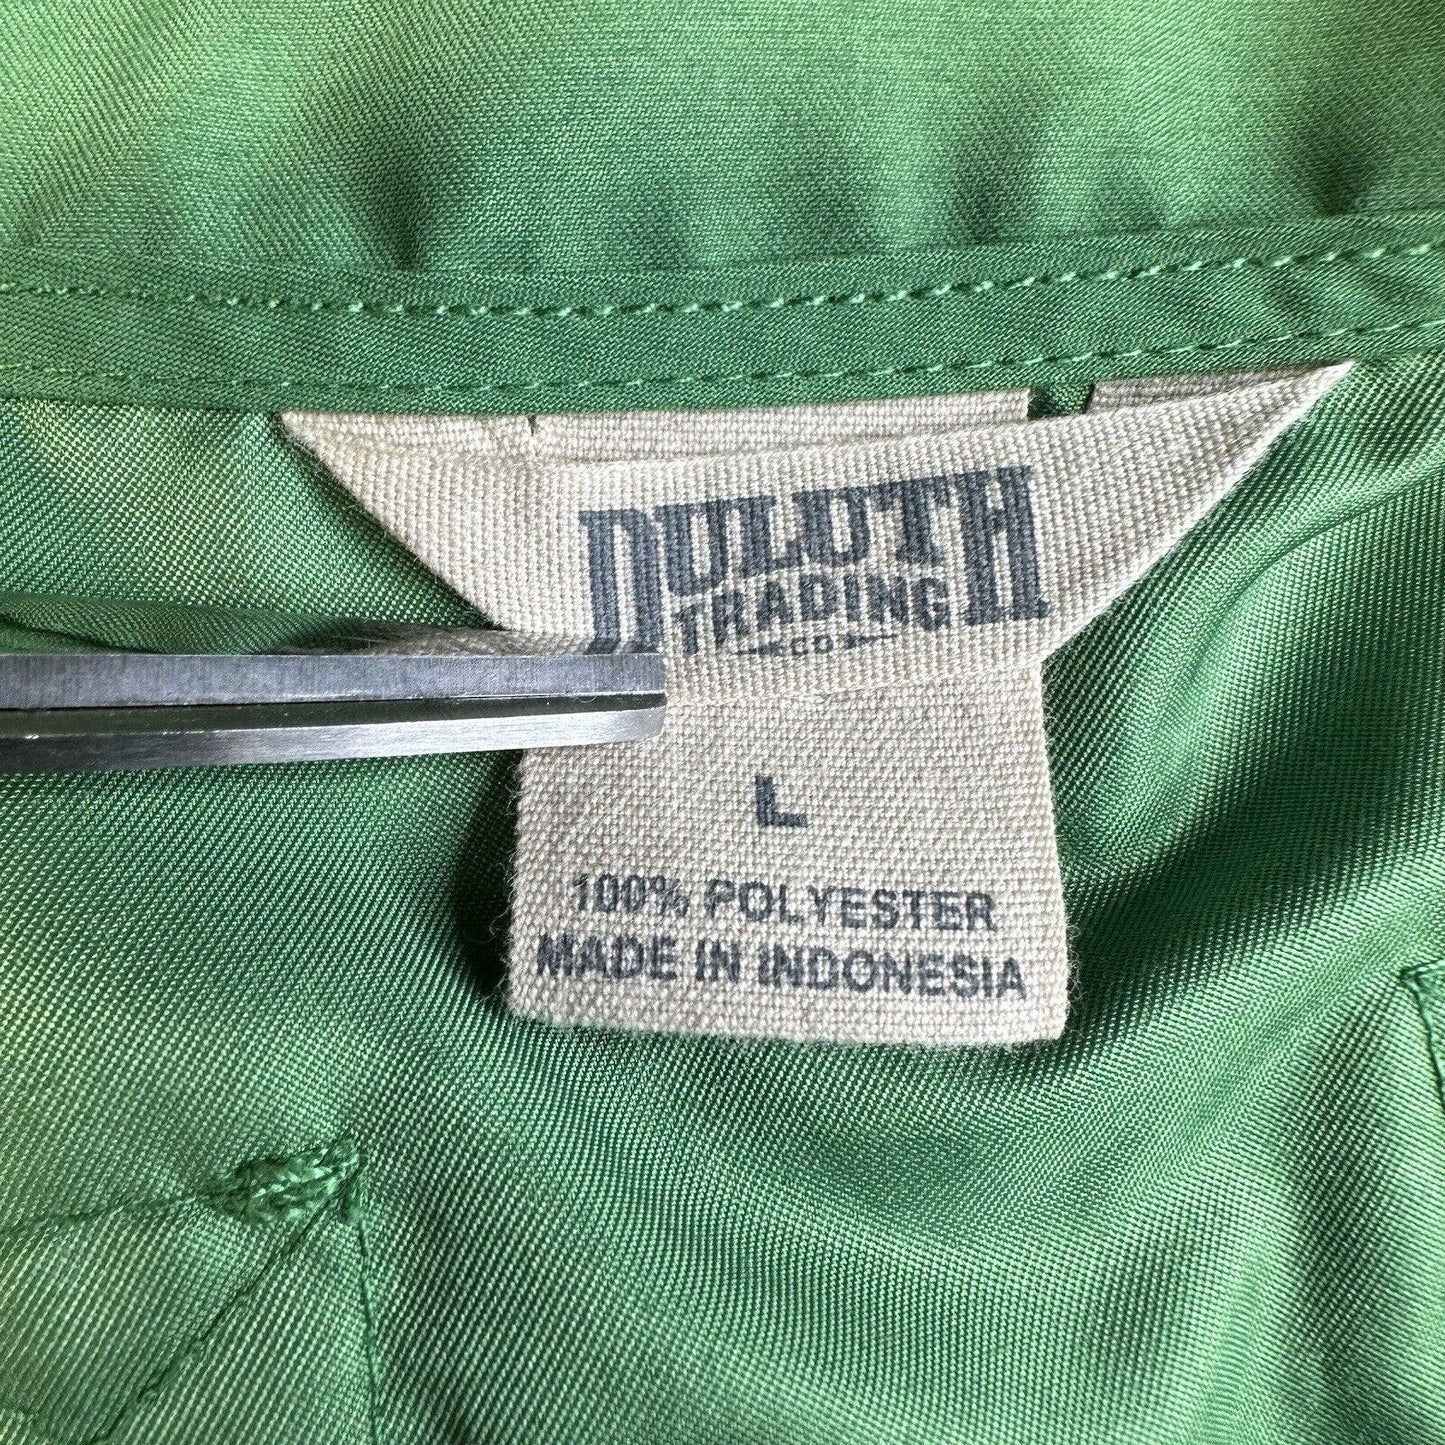 DULUTH
TRADING
CO
L
100% POLYESTER
MADE IN INDONESIA